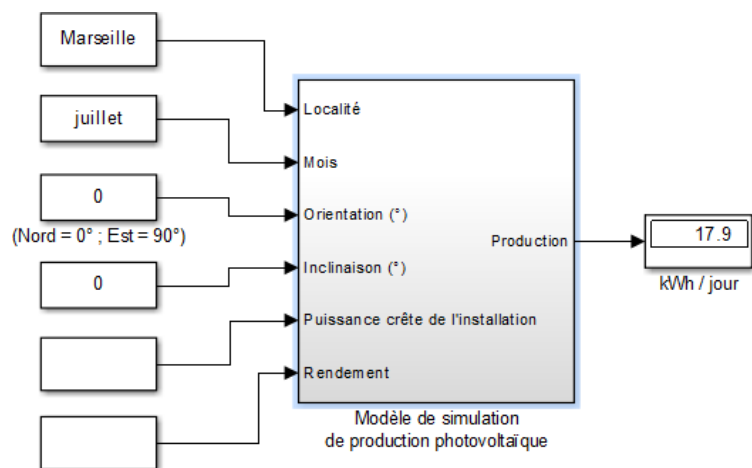 Marseille
juillet
0
(Nord = 0° ; Est = 90°)
0
Localité
Mois
Orientation (°)
Inclinaison (°)
Puissance crête de l'installation
Rendement
Production
Modèle de simulation
de production photovoltaïque
17.9
kWh / jour